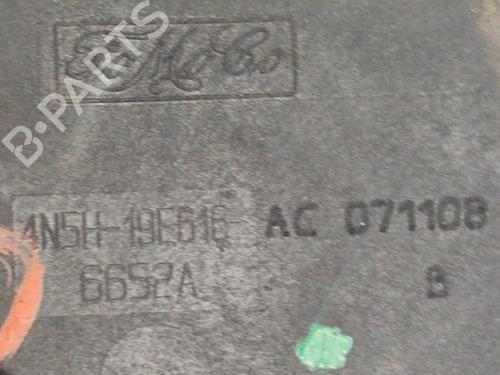 FoMoCo
B-PARTS
4N5H-19E616 AC 071108
6652A B